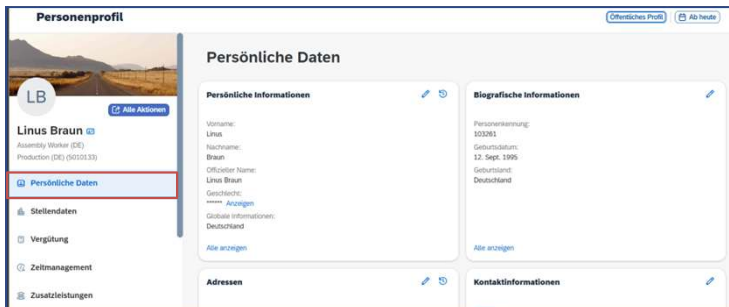 Personenprofil
Öffentliches Profil
Ab heute
LB
Alle Aktionen
Linus Braun
Assembly Worker (DE)
Production (DE) (5010133)
Persönliche Daten
Stellendaten
Vergütung
Zeitmanagement
Zusatzleistungen
Persönliche Daten
Persönliche Informationen
Vorname:
Linus
Nachname:
Braun
Offizieller Name:
Linus Braun
Geschlecht:
****** Anzeigen
Globale Informationen:
Deutschland
Alle anzeigen
Biografische Informationen
Personenkennung:
103261
Geburtsdatum:
12. Sept. 1995
Geburtsland:
Deutschland
Alle anzeigen
Adressen
Kontaktinformationen